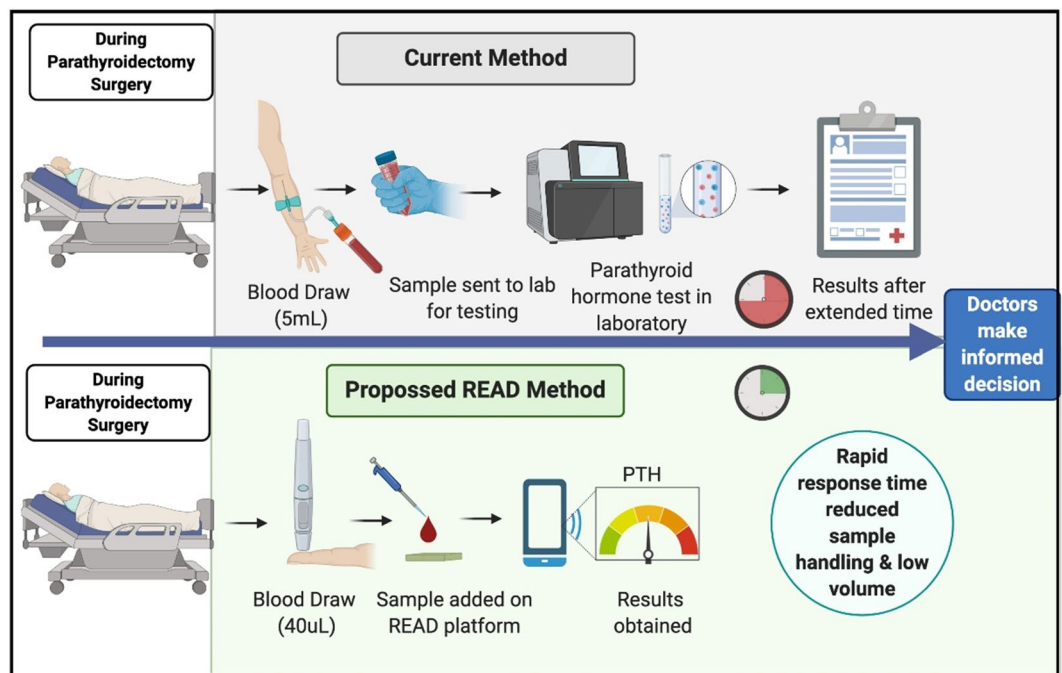 During
Parathyroidectomy
Surgery
Current Method
Blood Draw
(5mL)
Sample sent to lab
for testing
Parathyroid
hormone test in
laboratory
Results after
extended time
Doctors
make
informed
decision
During
Parathyroidectomy
Surgery
Propossed READ Method
Blood Draw
(40uL)
Sample added on
READ platform
PTH
Results
obtained
Rapid
response time
reduced
sample
handling & low
volume